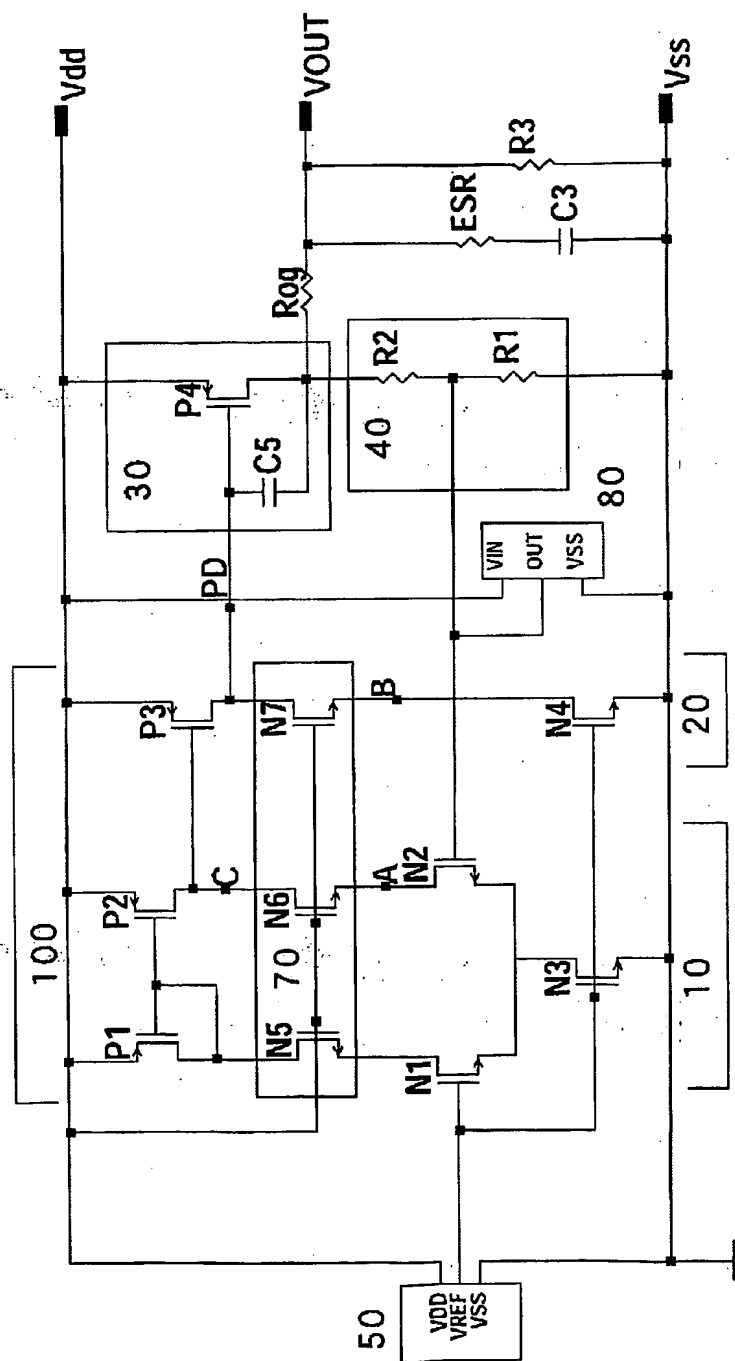 Vdd
VOUT
Vss
100
P1
P2
P3
P4
30
C5
PD
Rog
ESR
R3
C3
40
R2
R1
C
70
N5
N6
N7
A
B
N1
N2
N3
N4
80
VIN
OUT
VSS
50
VDD
VREF
VSS
10
20